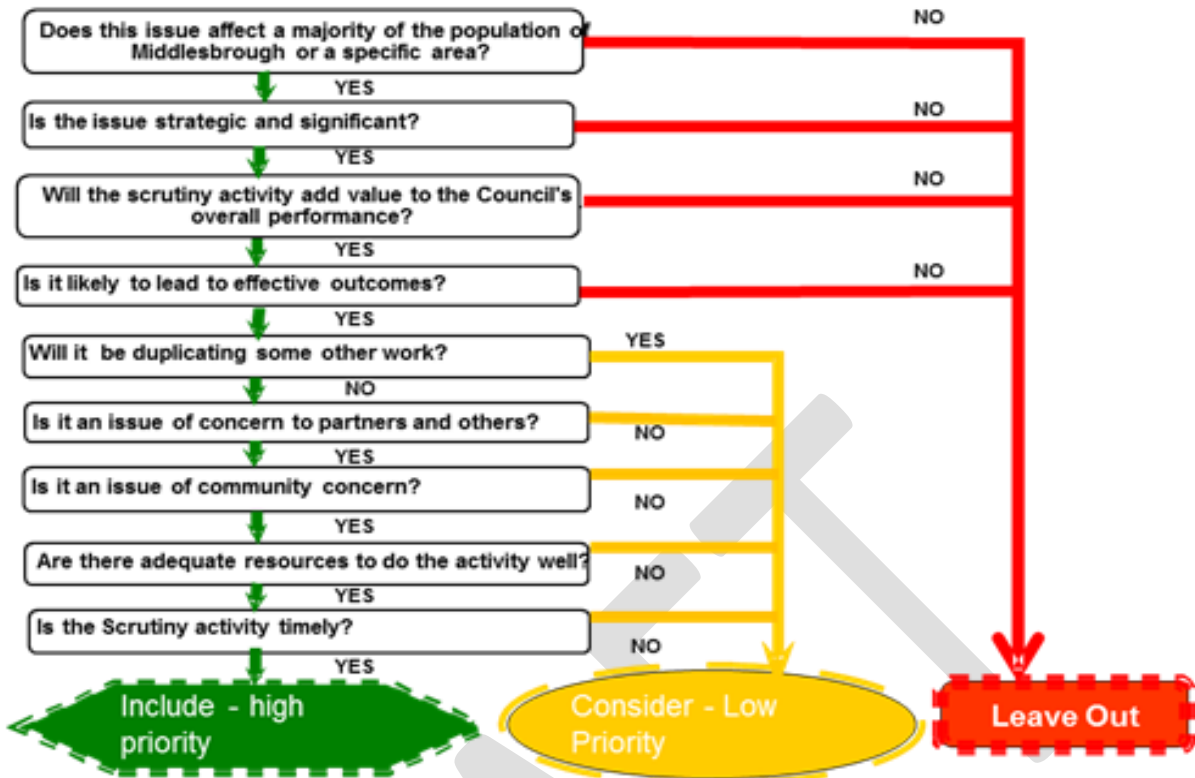 Does this issue affect a majority of the population of
Middlesbrough or a specific area?
NO
YES
Is the issue strategic and significant?
NO
YES
Will the scrutiny activity add value to the Council's
overall performance?
NO
YES
Is it likely to lead to effective outcomes?
NO
YES
Will it be duplicating some other work?
YES
NO
Is it an issue of concern to partners and others?
NO
YES
Is it an issue of community concern?
NO
YES
Are there adequate resources to do the activity well?
NO
YES
Is the Scrutiny activity timely?
NO
YES
Include - high
priority
Consider - Low
Priority
Leave Out